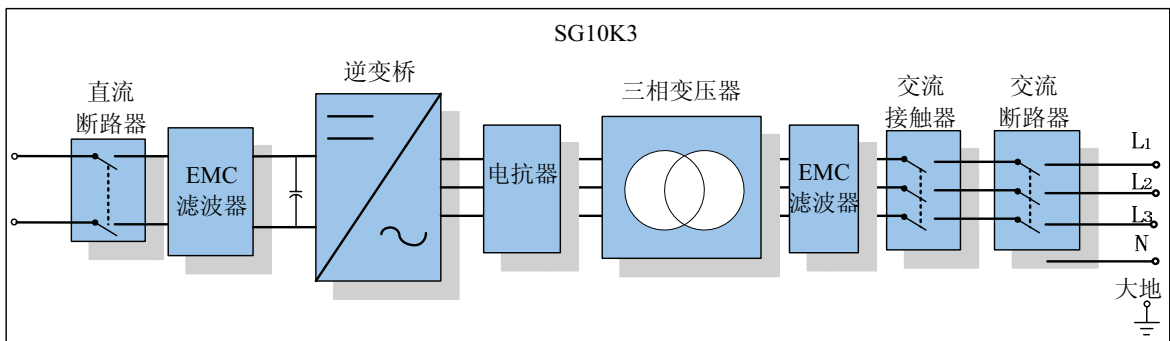 SG10K3
直流
断路器
EMC
滤波器
逆变桥
电抗器
三相变压器
EMC
滤波器
交流
接触器
交流
断路器
L1
L2
L3
N
大地